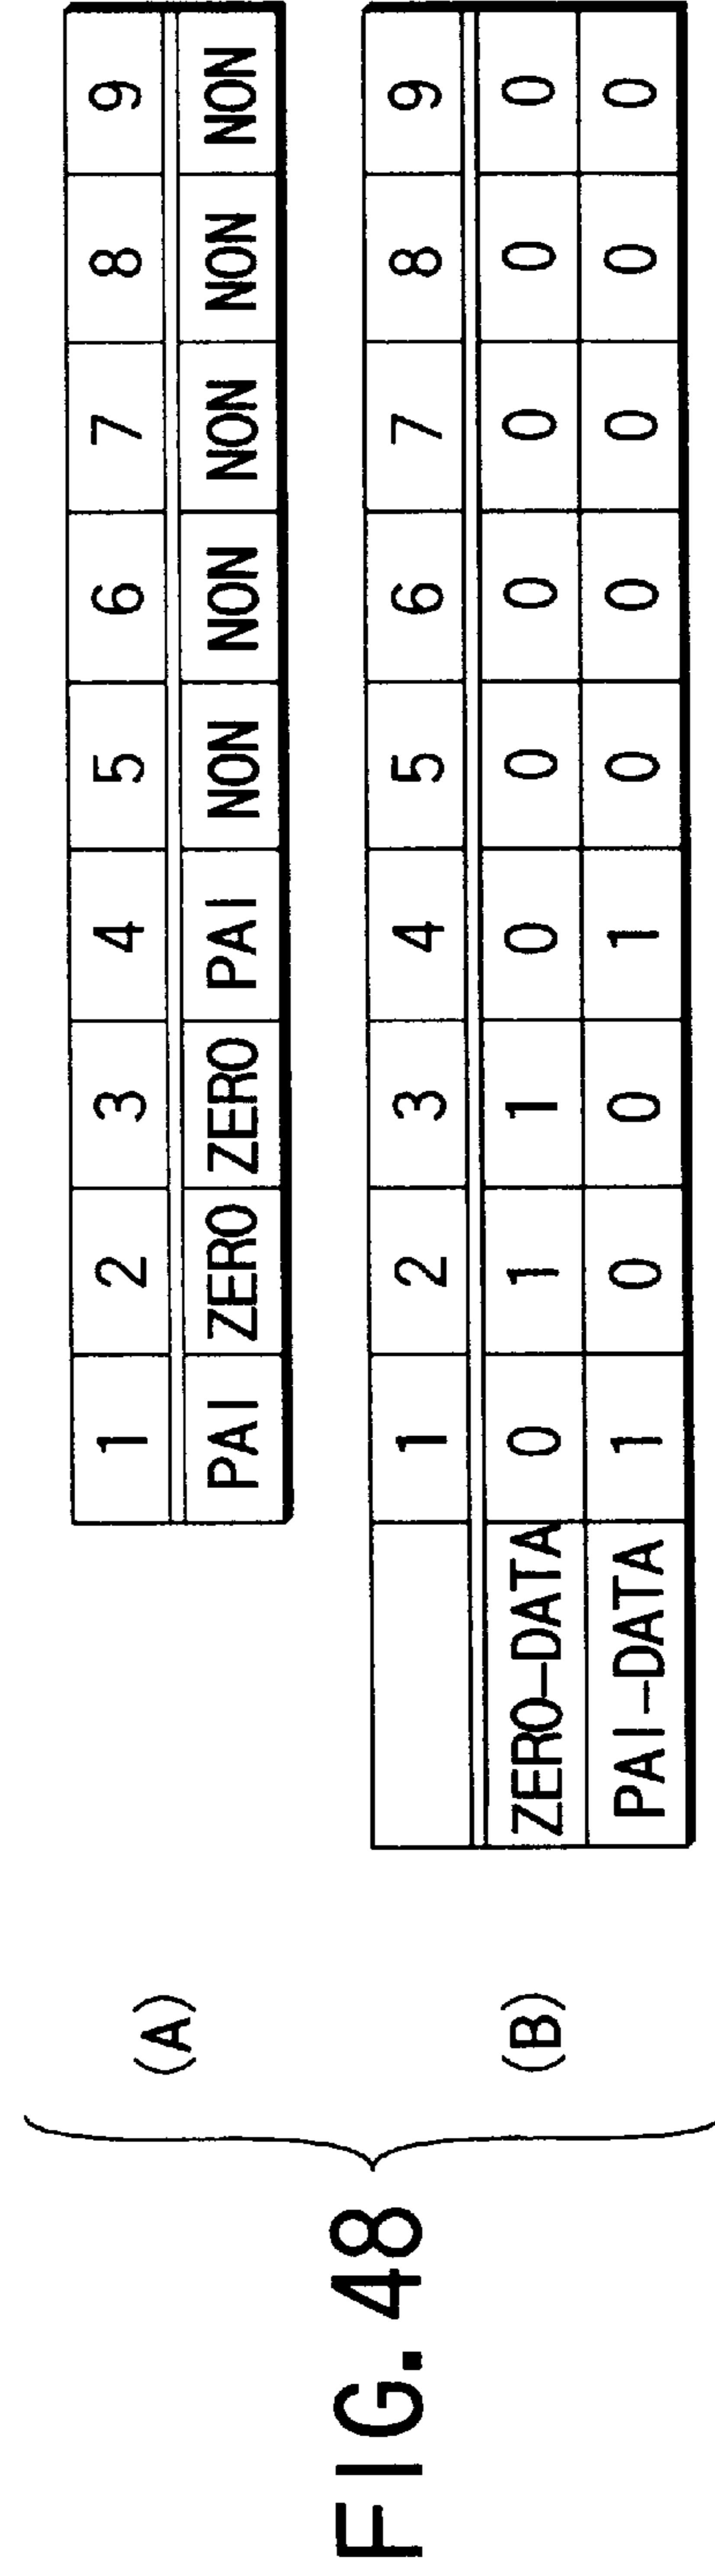 FIG. 48
(A)
1 2 3 4 5 6 7 8 9
PAI ZERO ZERO PAI NON NON NON NON NON
(B)
1 2 3 4 5 6 7 8 9
ZERO-DATA 0 1 1 0 0 0 0 0 0
PAI-DATA 1 0 0 1 0 0 0 0 0